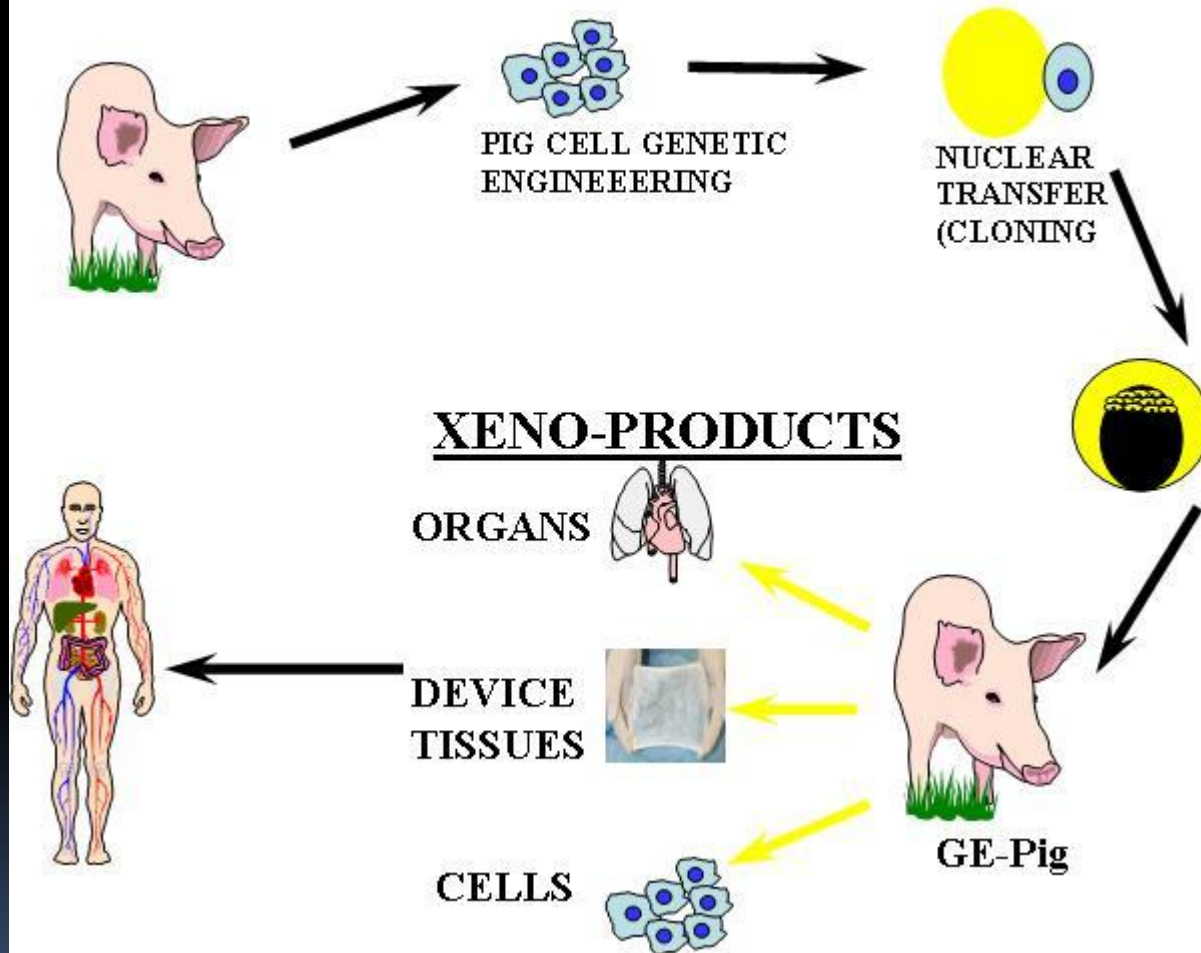 PIG CELL GENETIC
ENGINEEERING
NUCLEAR
TRANSFER
(CLONING
XENO-PRODUCTS
ORGANS
DEVICE
TISSUES
CELLS
GE-Pig